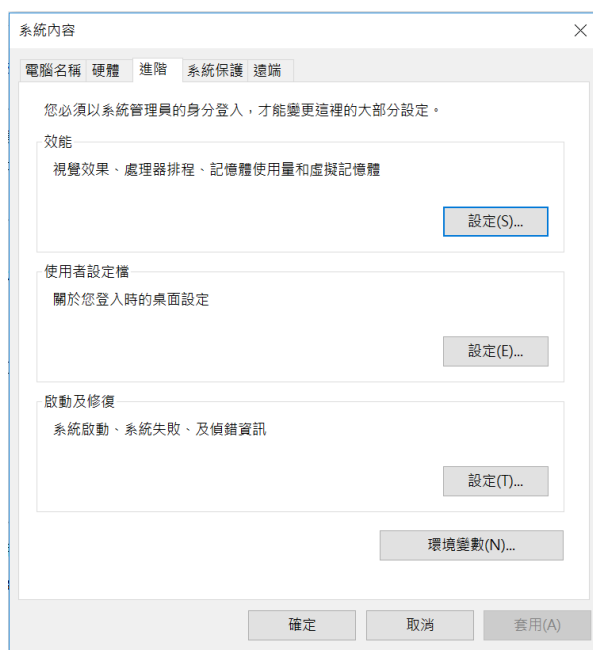 系統內容
電腦名稱 硬體 進階 系統保護 遠端
您必須以系統管理員的身分登入，才能變更這裡的大部分設定。
效能
視覺效果、處理器排程、記憶體使用量和虛擬記憶體
設定(S)...
使用者設定檔
關於您登入時的桌面設定
設定(E)...
啟動及修復
系統啟動、系統失敗、及偵錯資訊
設定(T)...
環境變數(N)...
確定 取消 套用(A)